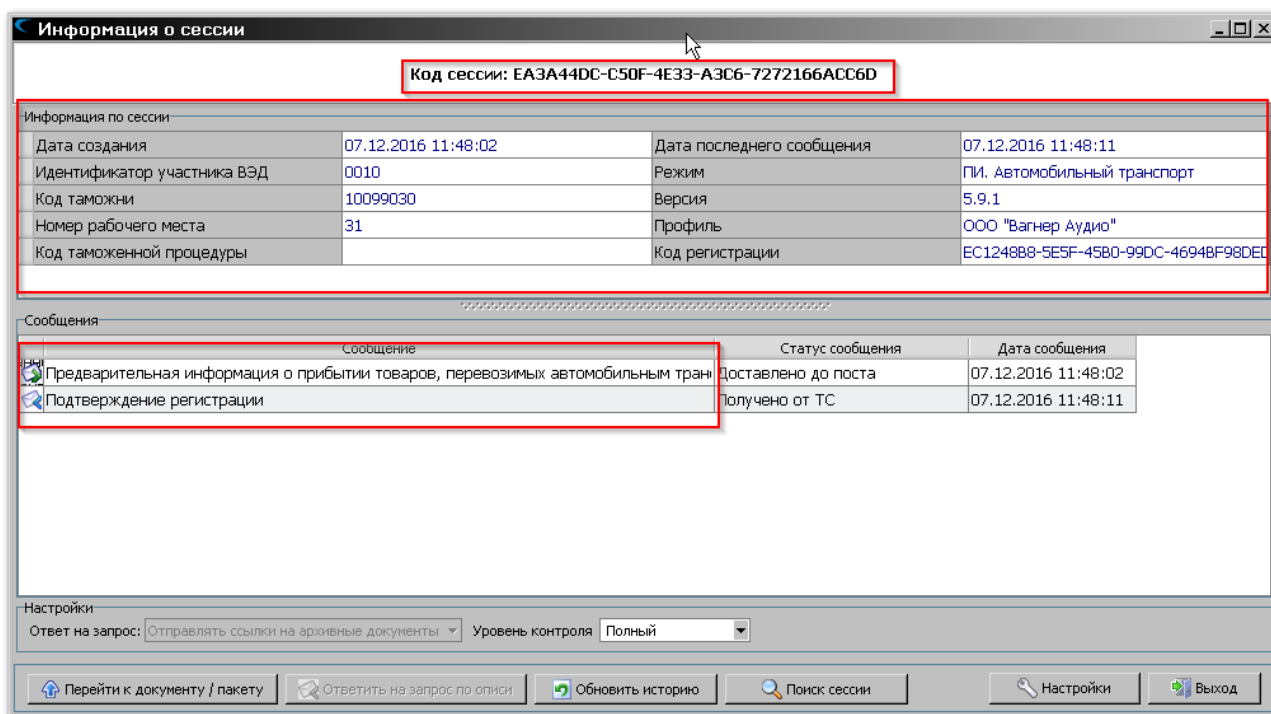 Информация о сессии
Код сессии: EA3A44DC-C50F-4E33-A3C6-7272166ACC6D
Информация по сессии
Дата создания 07.12.2016 11:48:02 Дата последнего сообщения 07.12.2016 11:48:11
Идентификатор участника ВЭД 0010 Режим ПИ. Автомобильный транспорт
Код таможни 10099030 Версия 5.9.1
Номер рабочего места 31 Профиль ООО "Вагнер Аудио"
Код таможенной процедуры Код регистрации EC1248B8-5E5F-45B0-99DC-4694BF98DED
Сообщения
Сообщение Статус сообщения Дата сообщения
Предварительная информация о прибытии товаров, перевозимых автомобильным тран Доставлено до поста 07.12.2016 11:48:02
Подтверждение регистрации Получено от ТС 07.12.2016 11:48:11
Настройки
Ответ на запрос: Отправлять ссылки на архивные документы Уровень контроля Полный
Перейти к документу / пакету Ответить на запрос по описи Обновить историю Поиск сессии Настройки Выход